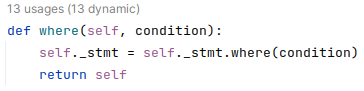 13 usages (13 dynamic)
def where(self, condition):
    self._stmt = self._stmt.where(condition)
    return self